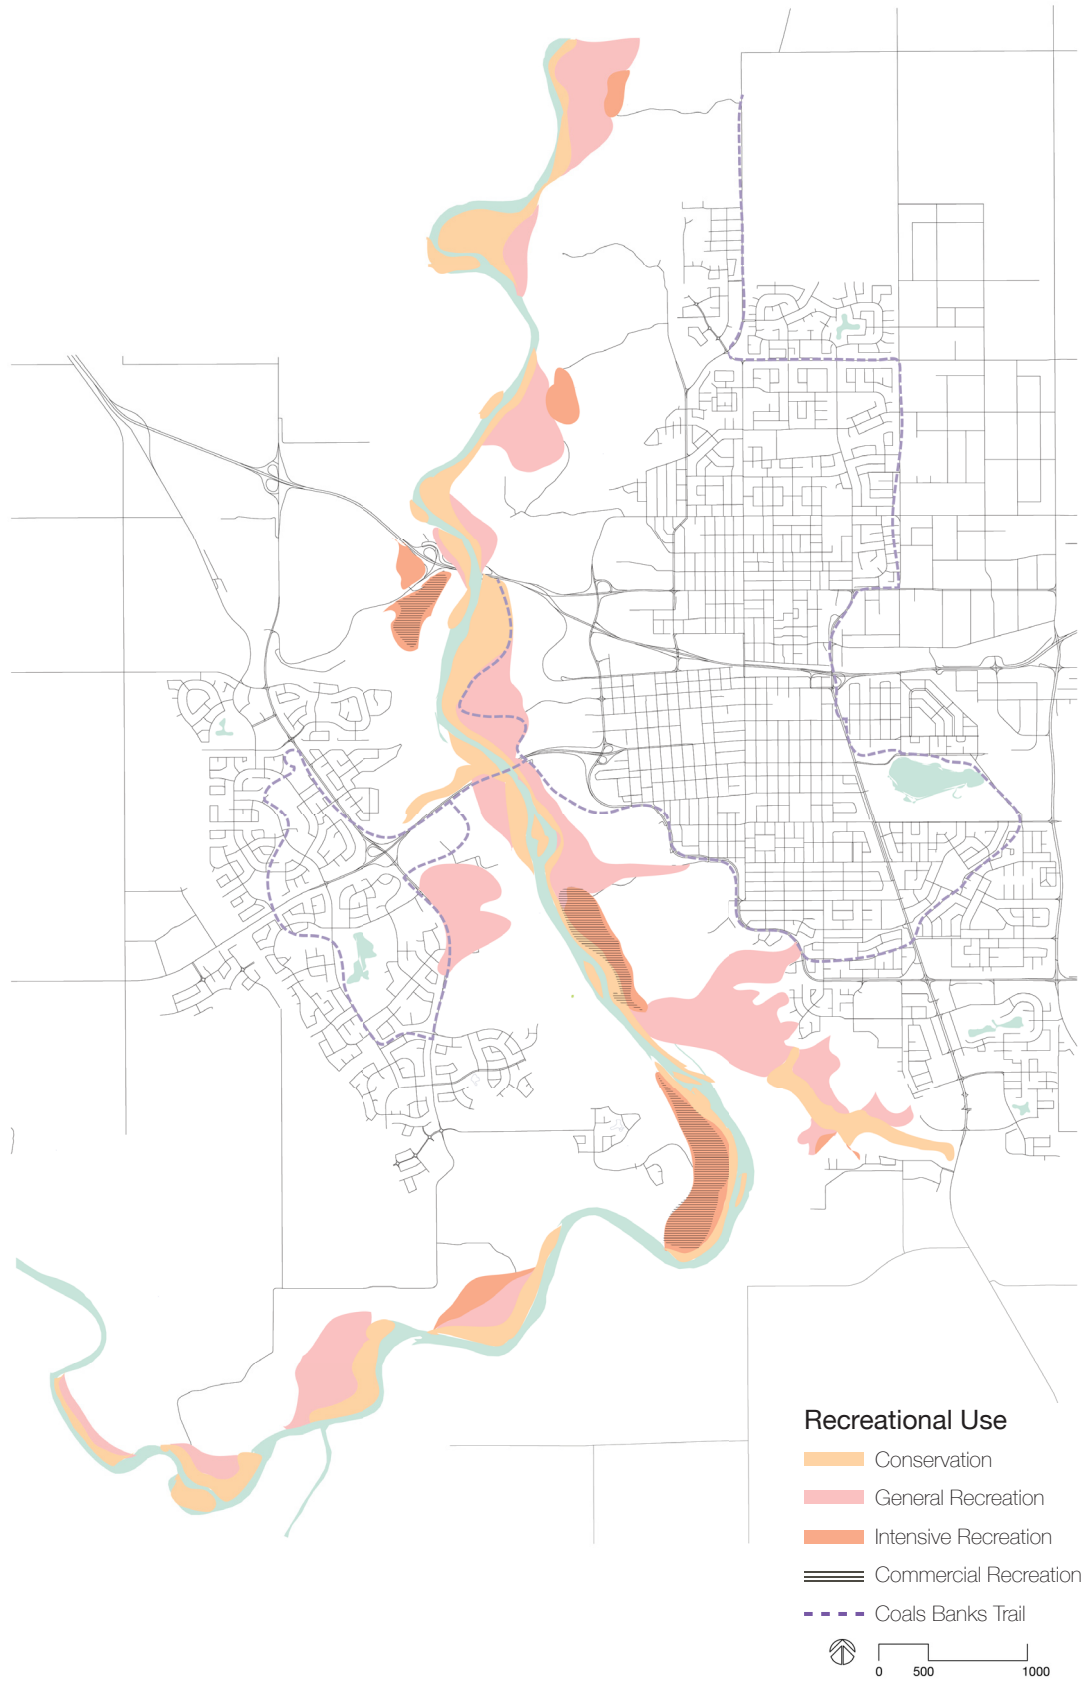 Recreational Use
Conservation
General Recreation
Intensive Recreation
Commercial Recreation
Coals Banks Trail
0 500 1000